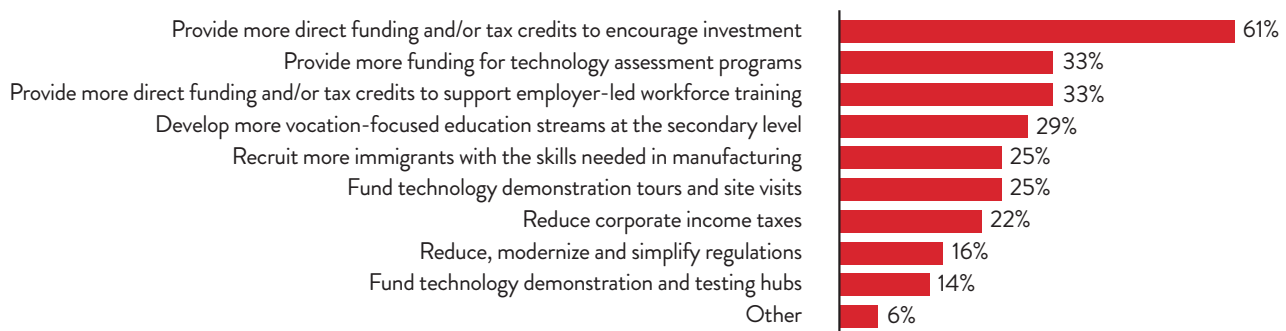 Provide more direct funding and/or tax credits to encourage investment 61%
Provide more funding for technology assessment programs 33%
Provide more direct funding and/or tax credits to support employer-led workforce training 33%
Develop more vocation-focused education streams at the secondary level 29%
Recruit more immigrants with the skills needed in manufacturing 25%
Fund technology demonstration tours and site visits 25%
Reduce corporate income taxes 22%
Reduce, modernize and simplify regulations 16%
Fund technology demonstration and testing hubs 14%
Other 6%